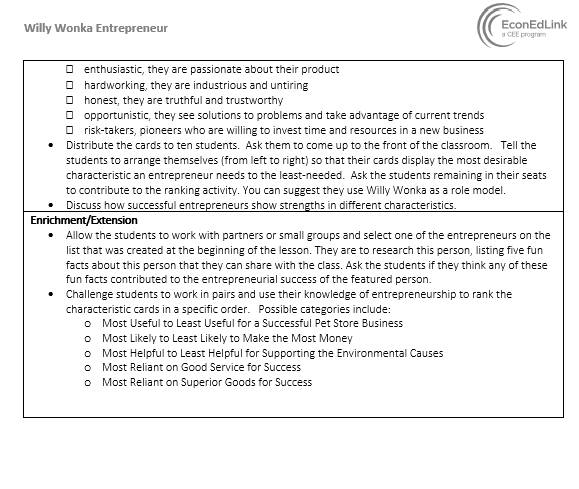 Willy Wonka Entrepreneur
EconEdLink
a CEE program
☐ enthusiastic, they are passionate about their product
☐ hardworking, they are industrious and untiring
☐ honest, they are truthful and trustworthy
☐ opportunistic, they see solutions to problems and take advantage of current trends
☐ risk-takers, pioneers who are willing to invest time and resources in a new business
• Distribute the cards to ten students. Ask them to come up to the front of the classroom. Tell the
students to arrange themselves (from left to right) so that their cards display the most desirable
characteristic an entrepreneur needs to the least-needed. Ask the students remaining in their seats
to contribute to the ranking activity. You can suggest they use Willy Wonka as a role model.
• Discuss how successful entrepreneurs show strengths in different characteristics.
Enrichment/Extension
• Allow the students to work with partners or small groups and select one of the entrepreneurs on the
list that was created at the beginning of the lesson. They are to research this person, listing five fun
facts about this person that they can share with the class. Ask the students if they think any of these
fun facts contributed to the entrepreneurial success of the featured person.
• Challenge students to work in pairs and use their knowledge of entrepreneurship to rank the
characteristic cards in a specific order. Possible categories include:
o Most Useful to Least Useful for a Successful Pet Store Business
o Most Likely to Least Likely to Make the Most Money
o Most Helpful to Least Helpful for Supporting the Environmental Causes
o Most Reliant on Good Service for Success
o Most Reliant on Superior Goods for Success